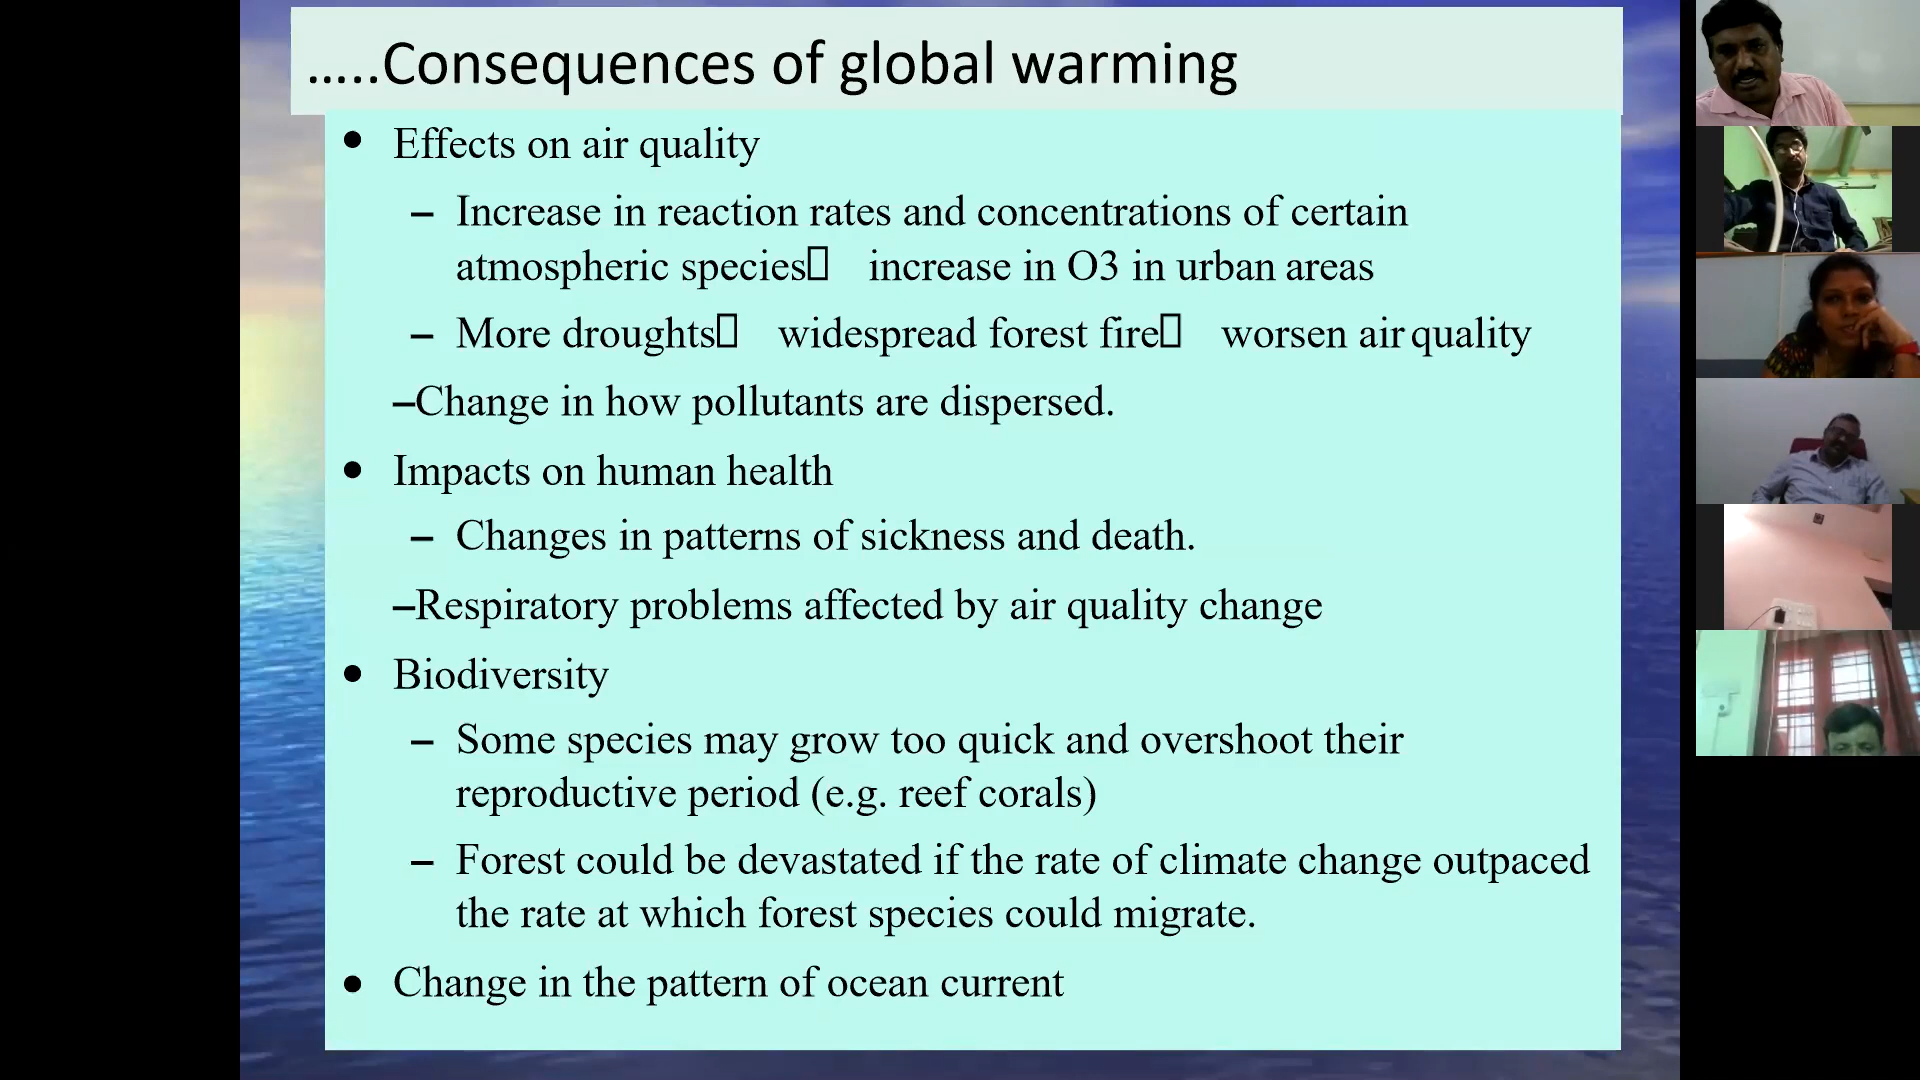 .....Consequences of global warming
• Effects on air quality
– Increase in reaction rates and concentrations of certain
atmospheric species▯ increase in O3 in urban areas
– More droughts▯ widespread forest fire▯ worsen air quality
–Change in how pollutants are dispersed.
• Impacts on human health
– Changes in patterns of sickness and death.
–Respiratory problems affected by air quality change
• Biodiversity
– Some species may grow too quick and overshoot their
reproductive period (e.g. reef corals)
– Forest could be devastated if the rate of climate change outpaced
the rate at which forest species could migrate.
• Change in the pattern of ocean current